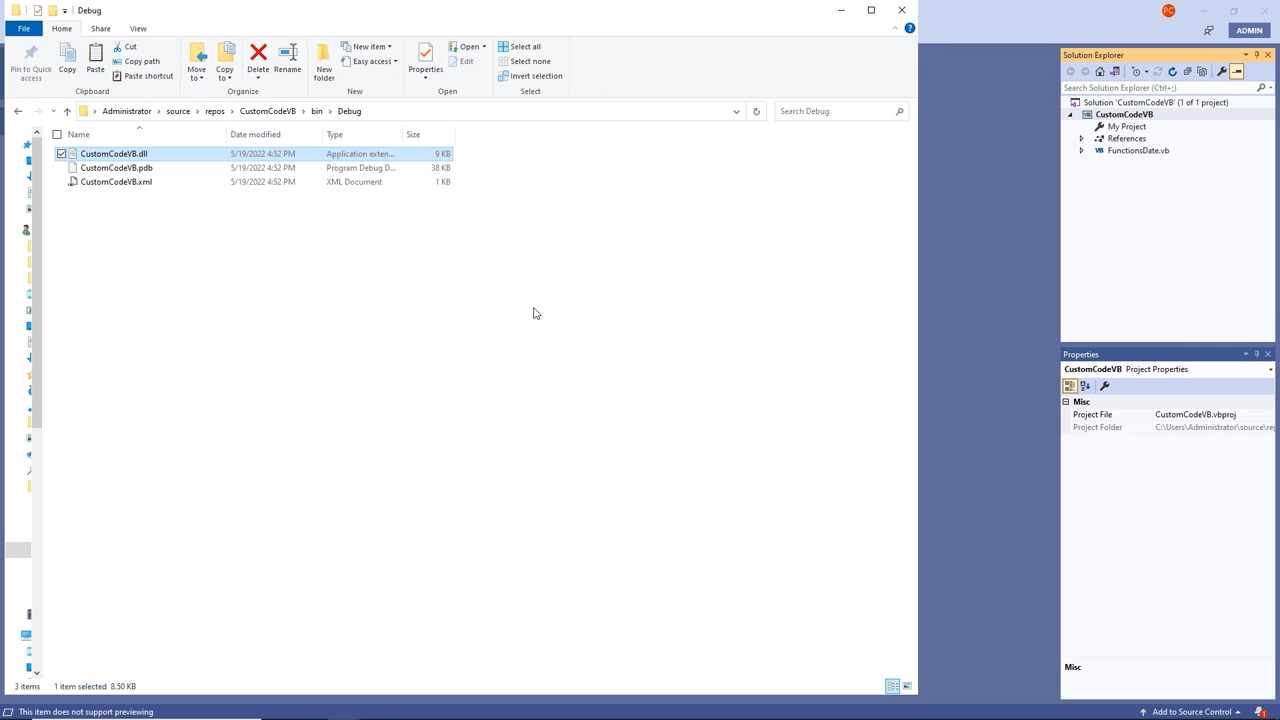 Debug
File Home Share View
Pin to Quick access
Copy
Paste
Cut
Copy path
Paste shortcut
Clipboard
Move to
Copy to
Delete
Rename
Organize
New folder
New item
Easy access
New
Properties
Open
Edit
Open
Select all
Select none
Invert selection
Select
Administrator source repos CustomCodeVB bin Debug
Search Debug
Name Date modified Type Size
CustomCodeVB.dll 5/19/2022 4:52 PM Application exten... 9 KB
CustomCodeVB.pdb 5/19/2022 4:52 PM Program Debug D... 38 KB
CustomCodeVB.xml 5/19/2022 4:52 PM XML Document 1 KB
3 items 1 item selected 8.50 KB
This item does not support previewing
PC
ADMIN
Solution Explorer
Search Solution Explorer (Ctrl+;)
Solution 'CustomCodeVB' (1 of 1 project)
CustomCodeVB
My Project
References
VB FunctionsDate.vb
Properties
CustomCodeVB Project Properties
Misc
Project File CustomCodeVB.vbproj
Project Folder C:\Users\Administrator\source\rep
Misc
Add to Source Control
1